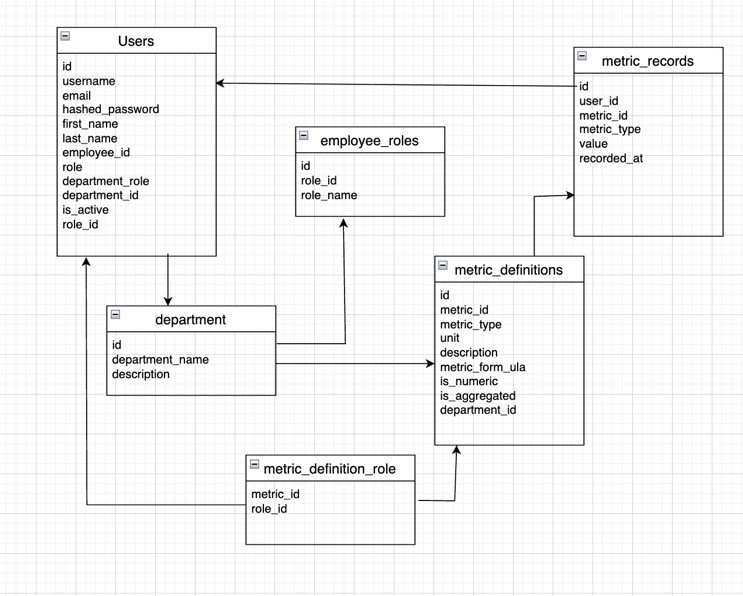 Users
id
username
email
hashed_password
first_name
last_name
employee_id
role
department_role
department_id
is_active
role_id
metric_records
id
user_id
metric_id
metric_type
value
recorded_at
employee_roles
id
role_id
role_name
metric_definitions
id
metric_id
metric_type
unit
description
metric_form_ula
is_numeric
is_aggregated
department_id
department
id
department_name
description
metric_definition_role
metric_id
role_id